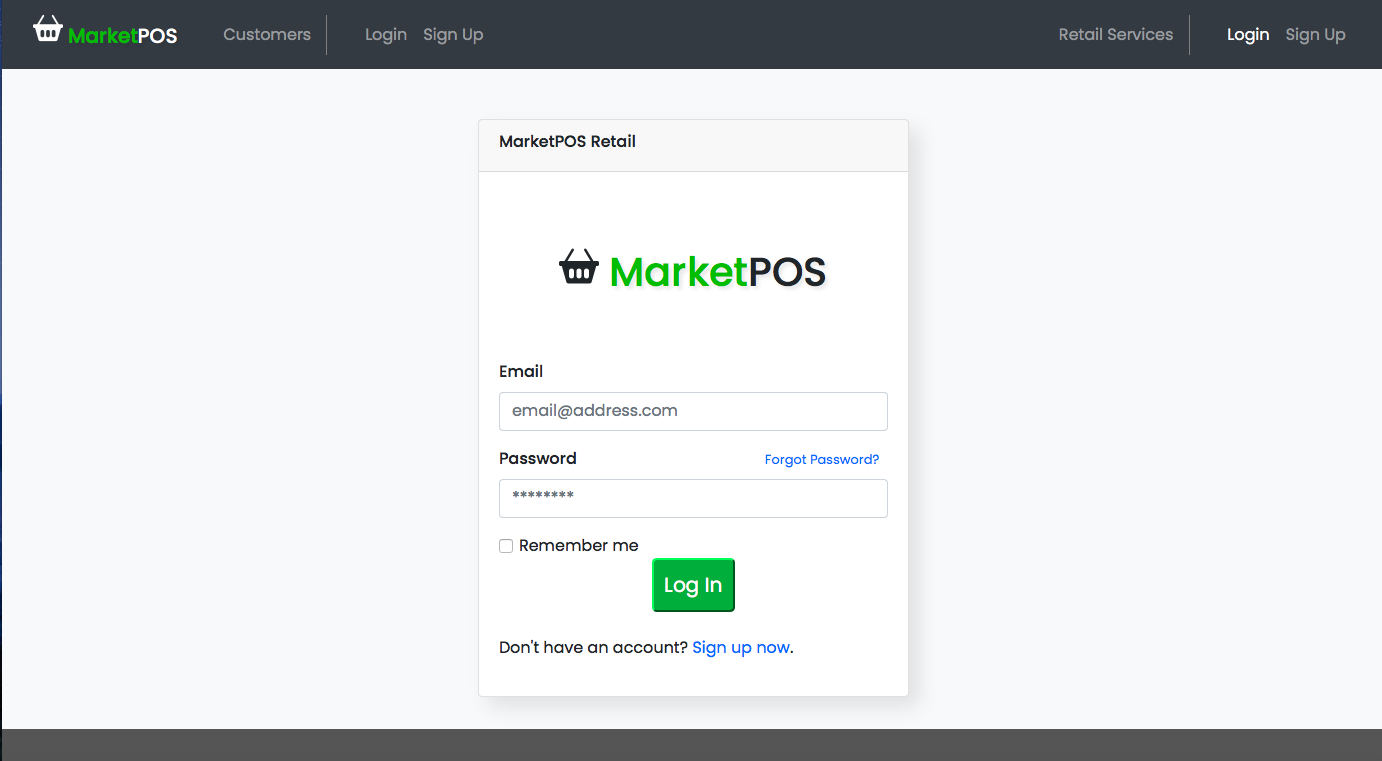 MarketPOS Customers Login Sign Up Retail Services Login Sign Up
MarketPOS Retail
MarketPOS
Email
email@address.com
Password Forgot Password?
********
Remember me
Log In
Don't have an account? Sign up now.